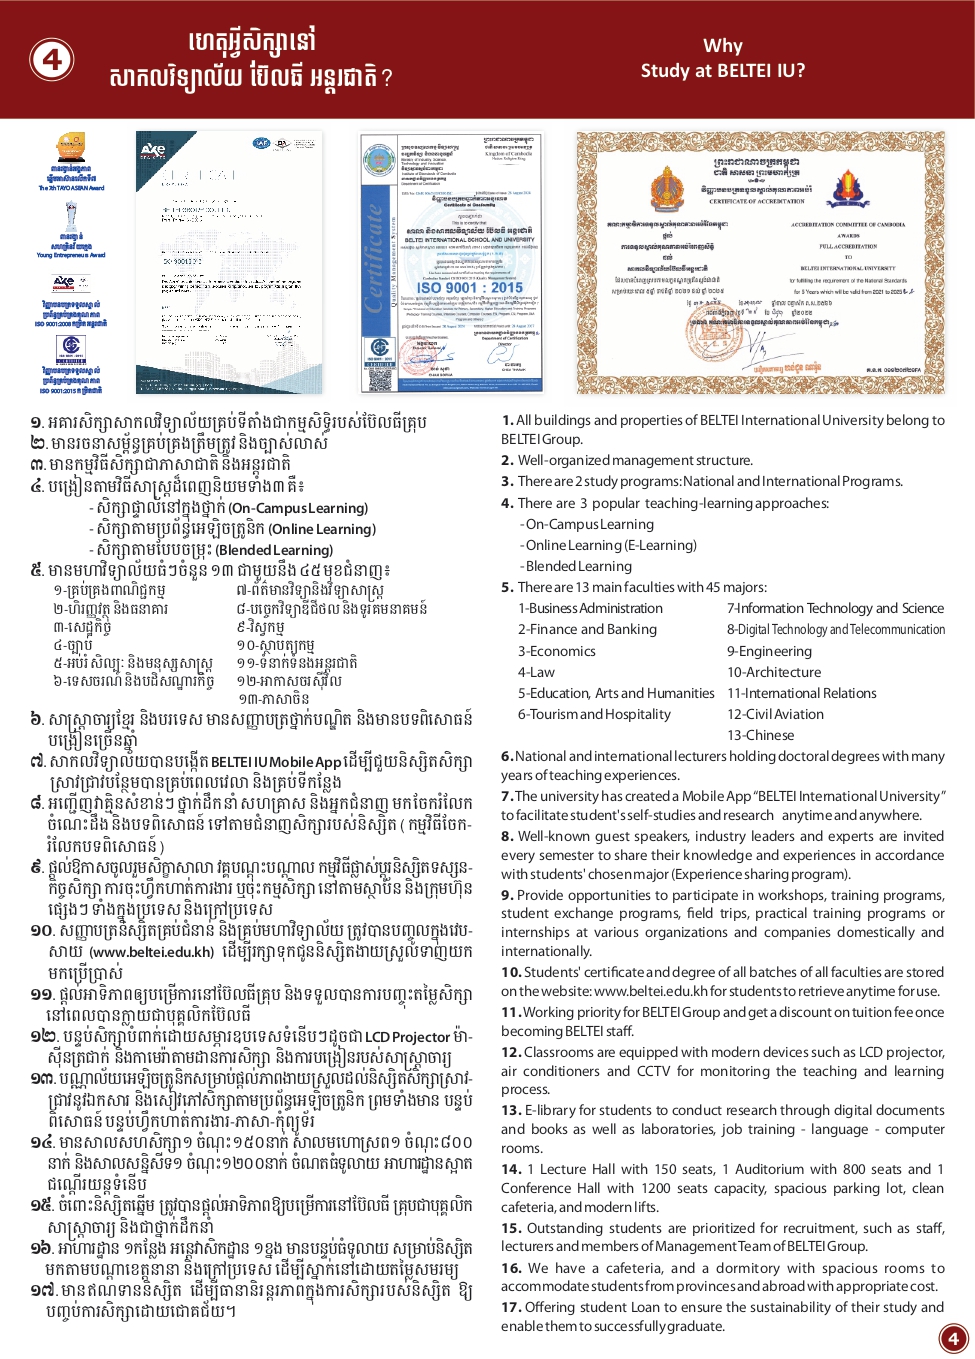 4
ហេតុអ្វីសិក្សានៅ
សាកលវិទ្យាល័យ ប៊ែលធី អន្តរជាតិ ?
Why
Study at BELTEI IU?
The 7th TAYO ASEAN Award
Young Entrepreneurs Award
ISO 9001:2008
ISO 9001:2015
Certificate
Quality Management System
Certificate of Conformity
BELTEI INTERNATIONAL SCHOOL AND UNIVERSITY
ISO 9001 : 2015
ព្រះរាជាណាចក្រកម្ពុជា
ជាតិ សាសនា ព្រះមហាក្សត្រ
CERTIFICATE OF ACCREDITATION
ACCREDITATION COMMITTEE OF CAMBODIA
AWARDS
FULL ACCREDITATION
TO
BELTEI INTERNATIONAL UNIVERSITY
for fulfilling the requirement of the National Standards
១. អគារសិក្សាសាកលវិទ្យាល័យគ្រប់ទីតាំងជាកម្មសិទ្ធិរបស់ប៊ែលធីគ្រុប
២. មានរចនាសម្ព័ន្ធគ្រប់គ្រងត្រឹមត្រូវ និងច្បាស់លាស់
៣. មានកម្មវិធីសិក្សាជាភាសាជាតិ និងអន្តរជាតិ
៤. បង្រៀនតាមវិធីសាស្រ្តដ៏ពេញនិយមទាំង៣ គឺ៖
- សិក្សាផ្ទាល់នៅក្នុងថ្នាក់ (On-Campus Learning)
- សិក្សាតាមប្រព័ន្ធអេឡិចត្រូនិក (Online Learning)
- សិក្សាតាមបែបចម្រុះ (Blended Learning)
៥. មានមហាវិទ្យាល័យធំៗចំនួន ១៣ ជាមួយនឹង ៤៥ មុខជំនាញ៖
១-គ្រប់គ្រងពាណិជ្ជកម្ម ៧-ព័ត៌មានវិទ្យានិងវិទ្យាសាស្រ្ត
២-ហិរញ្ញវត្ថុ និងធនាគារ ៨-បច្ចេកវិទ្យាឌីជីថល និងទូរគមនាគមន៍
៣-សេដ្ឋកិច្ច ៩-វិស្វកម្ម
៤-ច្បាប់ ១០-ស្ថាបត្យកម្ម
៥-អប់រំ សិល្បៈ និងមនុស្សសាស្រ្ត ១១-ទំនាក់ទំនងអន្តរជាតិ
៦-ទេសចរណ៍ និងបដិសណ្ឋារកិច្ច ១២-អាកាសចរស៊ីវិល
១៣-ភាសាចិន
៦. សាស្ត្រាចារ្យខ្មែរ និងបរទេស មានសញ្ញាបត្រថ្នាក់បណ្ឌិត និងមានបទពិសោធន៍
បង្រៀនច្រើនឆ្នាំ
៧. សាកលវិទ្យាល័យបានបង្កើត BELTEI IU Mobile App ដើម្បីជួយនិស្សិតសិក្សា
ស្រាវជ្រាវបន្ថែមបានគ្រប់ពេលវេលា និងគ្រប់ទីកន្លែង
៨. អញ្ជើញវាគ្មិនសំខាន់ៗ ថ្នាក់ដឹកនាំ សហគ្រាស និងអ្នកជំនាញ មកចែករំលែក
ចំណេះដឹង និងបទពិសោធន៍ ទៅតាមជំនាញសិក្សារបស់និស្សិត ( កម្មវិធីចែក-
រំលែកបទពិសោធន៍ )
៩. ផ្តល់ឱកាសចូលរួមសិក្ខាសាលា វគ្គបណ្តុះបណ្តាល កម្មវិធីផ្លាស់ប្តូរនិស្សិតទស្សន-
កិច្ចសិក្សា ការចុះហ្វឹកហាត់ការងារ ឬចុះកម្មសិក្សា នៅតាមស្ថាប័ន និងក្រុមហ៊ុន
ផ្សេងៗ ទាំងក្នុងប្រទេស និងក្រៅប្រទេស
១០. សញ្ញាបត្រនិស្សិតគ្រប់ជំនាន់ និងគ្រប់មហាវិទ្យាល័យ ត្រូវបានបញ្ចូលក្នុងវេប-
សាយ (www.beltei.edu.kh) ដើម្បីរក្សាទុកជូននិស្សិតងាយស្រួលទាញយក
មកប្រើប្រាស់
១១. ផ្តល់អាទិភាពឲ្យបម្រើការនៅប៊ែលធីគ្រុប និងទទួលបានការបញ្ចុះតម្លៃសិក្សា
នៅពេលបានក្លាយជាបុគ្គលិកប៊ែលធី
១២. បន្ទប់សិក្សាបំពាក់ដោយសម្ភារឧបទេសទំនើបៗដូចជា LCD Projector ម៉ា-
ស៊ីនត្រជាក់ និងកាមេរ៉ាតាមដានការសិក្សា និងការបង្រៀនរបស់សាស្រ្តាចារ្យ
១៣. បណ្ណាល័យអេឡិចត្រូនិកសម្រាប់ផ្តល់ភាពងាយស្រួលដល់និស្សិតសិក្សាស្រាវ-
ជ្រាវនូវឯកសារ និងសៀវភៅសិក្សាតាមប្រព័ន្ធអេឡិចត្រូនិក ព្រមទាំងមាន បន្ទប់
ពិសោធន៍ បន្ទប់ហ្វឹកហាត់ការងារ-ភាសា-កុំព្យូទ័រ
១៤. មានសាលសហសិក្សា១ ចំណុះ១៥០នាក់ សាលមហោស្រព១ ចំណុះ៨០០
នាក់ និងសាលសន្និសីទ១ ចំណុះ១២០០នាក់ ចំណតធំទូលាយ អាហារដ្ឋានស្អាត
ជណ្តើរយន្តទំនើប
១៥. ចំពោះនិស្សិតឆ្នើម ត្រូវបានផ្តល់អាទិភាពឱ្យបម្រើការនៅប៊ែលធី គ្រុបជាបុគ្គលិក
សាស្រ្តាចារ្យ និងជាថ្នាក់ដឹកនាំ
១៦. អាហារដ្ឋាន ១កន្លែង អន្តេវាសិកដ្ឋាន ១ខ្នង មានបន្ទប់ធំទូលាយ សម្រាប់និស្សិត
មកតាមបណ្តាខេត្តនានា និងក្រៅប្រទេស ដើម្បីស្នាក់នៅដោយតម្លៃសមរម្យ
១៧. មានឥណទាននិស្សិត ដើម្បីធានានិរន្តរភាពក្នុងការសិក្សារបស់និស្សិត ឱ្យ
បញ្ចប់ការសិក្សាដោយជោគជ័យ។
1. All buildings and properties of BELTEI International University belong to
BELTEI Group.
2. Well-organized management structure.
3. There are 2 study programs: National and International Programs.
4. There are 3 popular teaching-learning approaches:
- On-Campus Learning
- Online Learning (E-Learning)
- Blended Learning
5. There are 13 main faculties with 45 majors:
1-Business Administration 7-Information Technology and Science
2-Finance and Banking 8-Digital Technology and Telecommunication
3-Economics 9-Engineering
4-Law 10-Architecture
5-Education, Arts and Humanities 11-International Relations
6-Tourism and Hospitality 12-Civil Aviation
13-Chinese
6. National and international lecturers holding doctoral degrees with many
years of teaching experiences.
7. The university has created a Mobile App “BELTEI International University”
to facilitate student's self-studies and research anytime and anywhere.
8. Well-known guest speakers, industry leaders and experts are invited
every semester to share their knowledge and experiences in accordance
with students' chosen major (Experience sharing program).
9. Provide opportunities to participate in workshops, training programs,
student exchange programs, field trips, practical training programs or
internships at various organizations and companies domestically and
internationally.
10. Students' certificate and degree of all batches of all faculties are stored
on the website: www.beltei.edu.kh for students to retrieve anytime for use.
11. Working priority for BELTEI Group and get a discount on tuition fee once
becoming BELTEI staff.
12. Classrooms are equipped with modern devices such as LCD projector,
air conditioners and CCTV for monitoring the teaching and learning
process.
13. E-library for students to conduct research through digital documents
and books as well as laboratories, job training - language - computer
rooms.
14. 1 Lecture Hall with 150 seats, 1 Auditorium with 800 seats and 1
Conference Hall with 1200 seats capacity, spacious parking lot, clean
cafeteria, and modern lifts.
15. Outstanding students are prioritized for recruitment, such as staff,
lecturers and members of Management Team of BELTEI Group.
16. We have a cafeteria, and a dormitory with spacious rooms to
accommodate students from provinces and abroad with appropriate cost.
17. Offering student Loan to ensure the sustainability of their study and
enable them to successfully graduate.
4